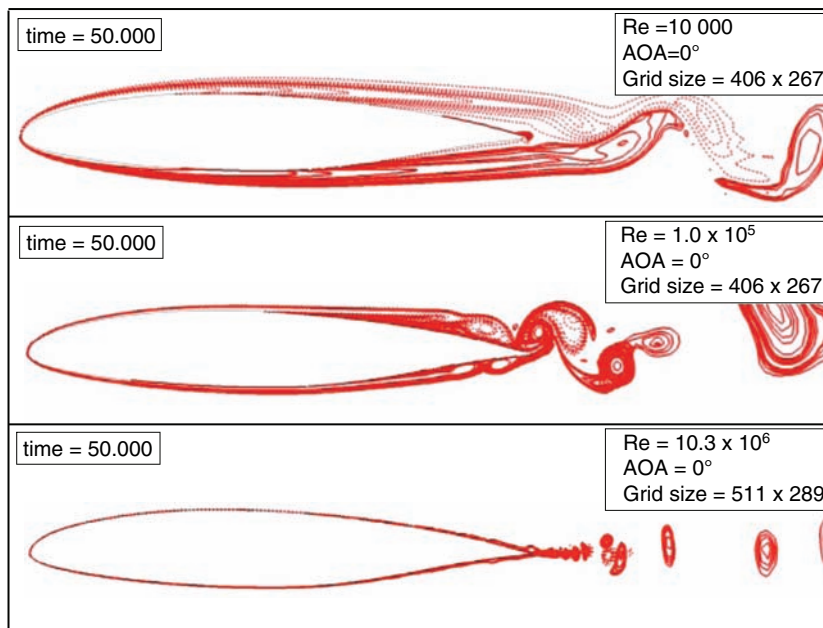 time = 50.000
Re =10 000
AOA=0°
Grid size = 406 x 267
time = 50.000
Re = 1.0 x 10⁵
AOA = 0°
Grid size = 406 x 267
time = 50.000
Re = 10.3 x 10⁶
AOA = 0°
Grid size = 511 x 289